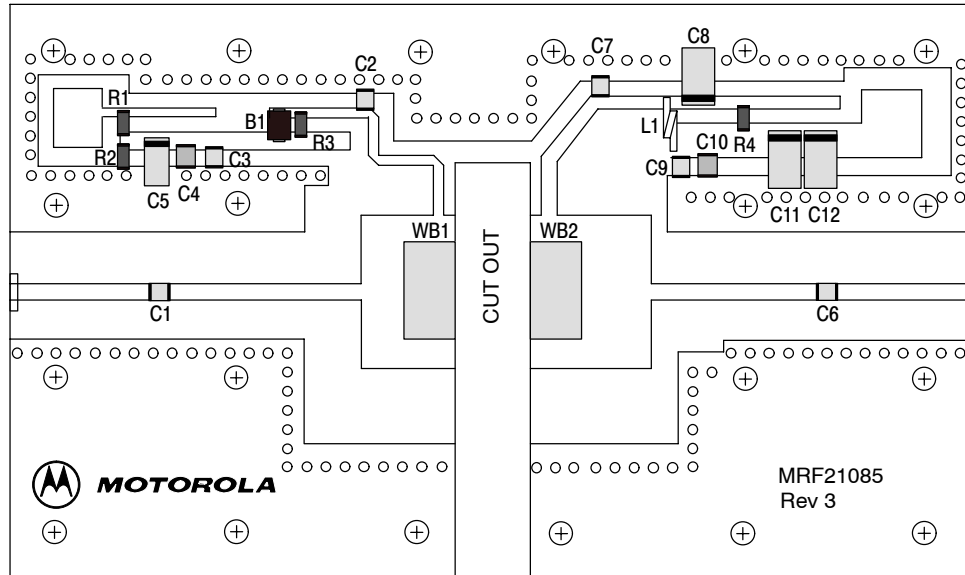 C2
C7
C8
R1
B1
R3
L1
R4
R2
C5
C4
C3
C9
C10
C11
C12
WB1
WB2
CUT OUT
C1
C6
MOTOROLA
MRF21085
Rev 3